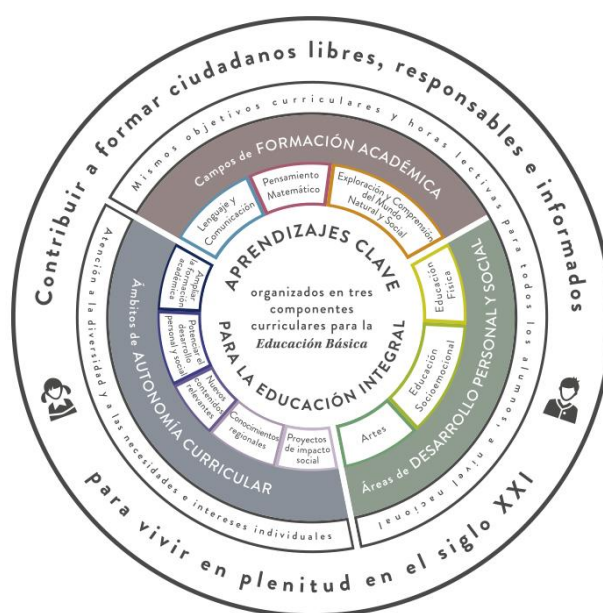 Contribuir a formar ciudadanos libres, responsables e informados
para vivir en plenitud en el siglo XXI
Mismos objetivos curriculares y horas lectivas para todos los alumnos, a nivel nacional
Atención a la diversidad y a las necesidades e intereses individuales
Campos de FORMACIÓN ACADÉMICA
Lenguaje y
Comunicación
Pensamiento
Matemático
Exploración y Comprensión
del Mundo
Natural y Social
Áreas de DESARROLLO PERSONAL Y SOCIAL
Educación
Física
Educación
Socioemocional
Artes
Ámbitos de AUTONOMÍA CURRICULAR
Ampliar
la formación
académica
Potenciar el
desarrollo
personal y social
Nuevos
contenidos
relevantes
Conocimientos
regionales
Proyectos
de impacto
social
APRENDIZAJES CLAVE
organizados en tres
componentes
curriculares para la
Educación Básica
PARA LA EDUCACIÓN INTEGRAL